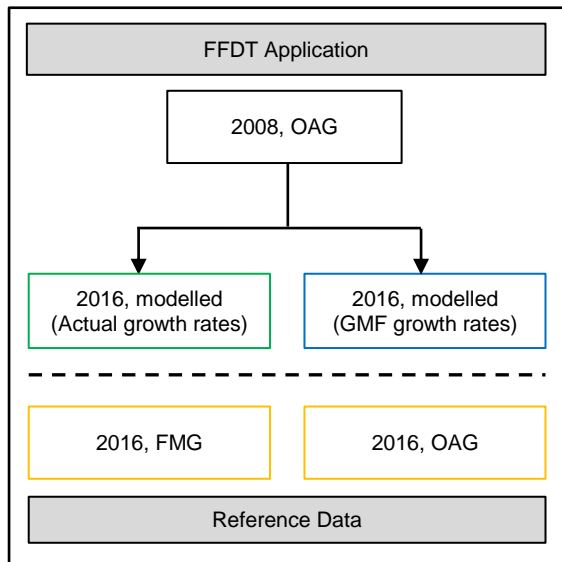 FFDT Application
2008, OAG
2016, modelled
(Actual growth rates)
2016, modelled
(GMF growth rates)
2016, FMG
2016, OAG
Reference Data